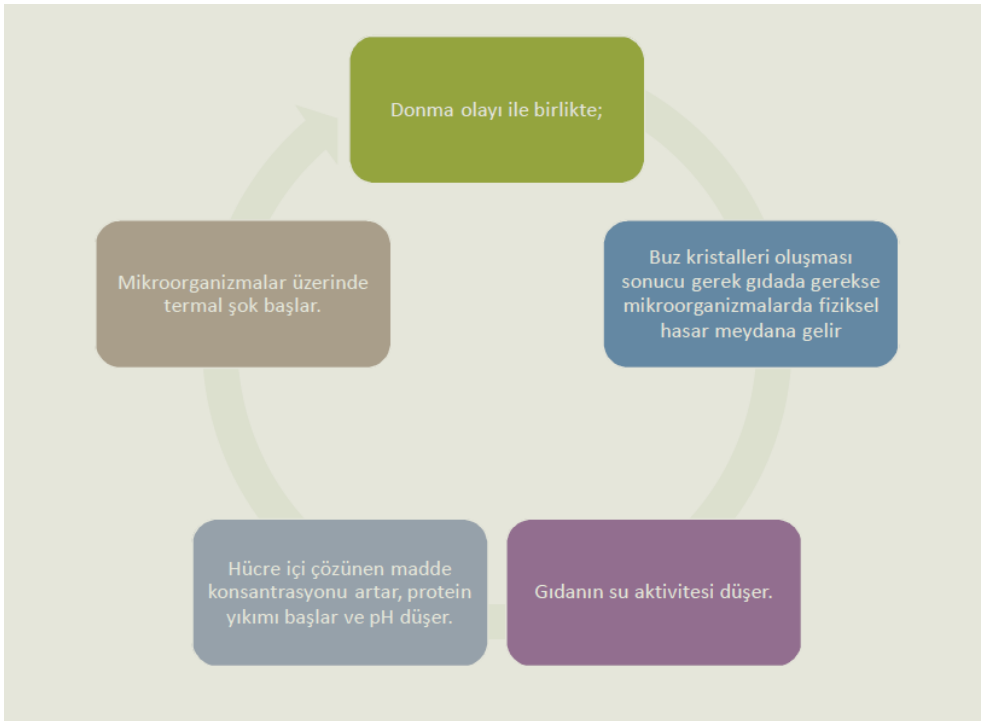 Donma olayı ile birlikte;
Buz kristalleri oluşması
sonucu gerek gıdada gerekse
mikroorganizmalarda fiziksel
hasar meydana gelir
Gıdanın su aktivitesi düşer.
Hücre içi çözünen madde
konsantrasyonu artar, protein
yıkımı başlar ve pH düşer.
Mikroorganizmalar üzerinde
termal şok başlar.